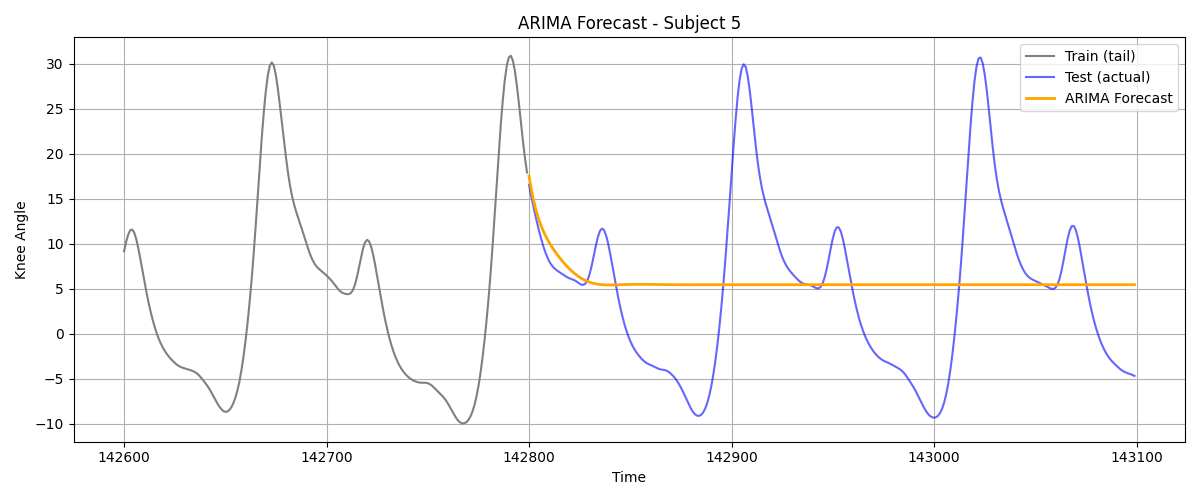 ARIMA Forecast - Subject 5
Train (tail)
Test (actual)
ARIMA Forecast
Knee Angle
30
25
20
15
10
5
0
−5
−10
142600 142700 142800 142900 143000 143100
Time